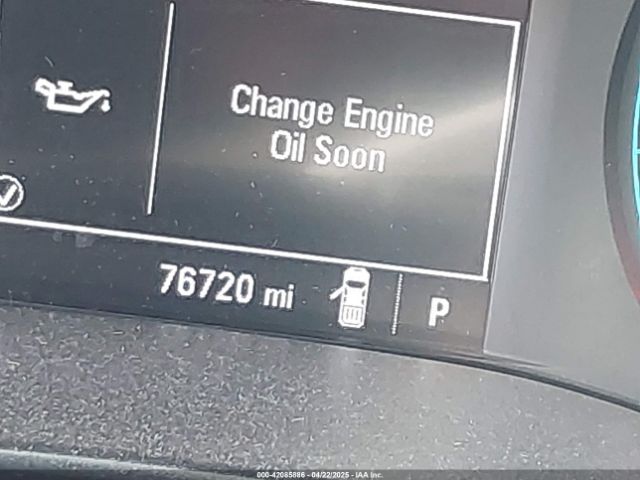 Change Engine
Oil Soon
76720 mi
P
000-42085886 - 04/22/2025 - IAA Inc.